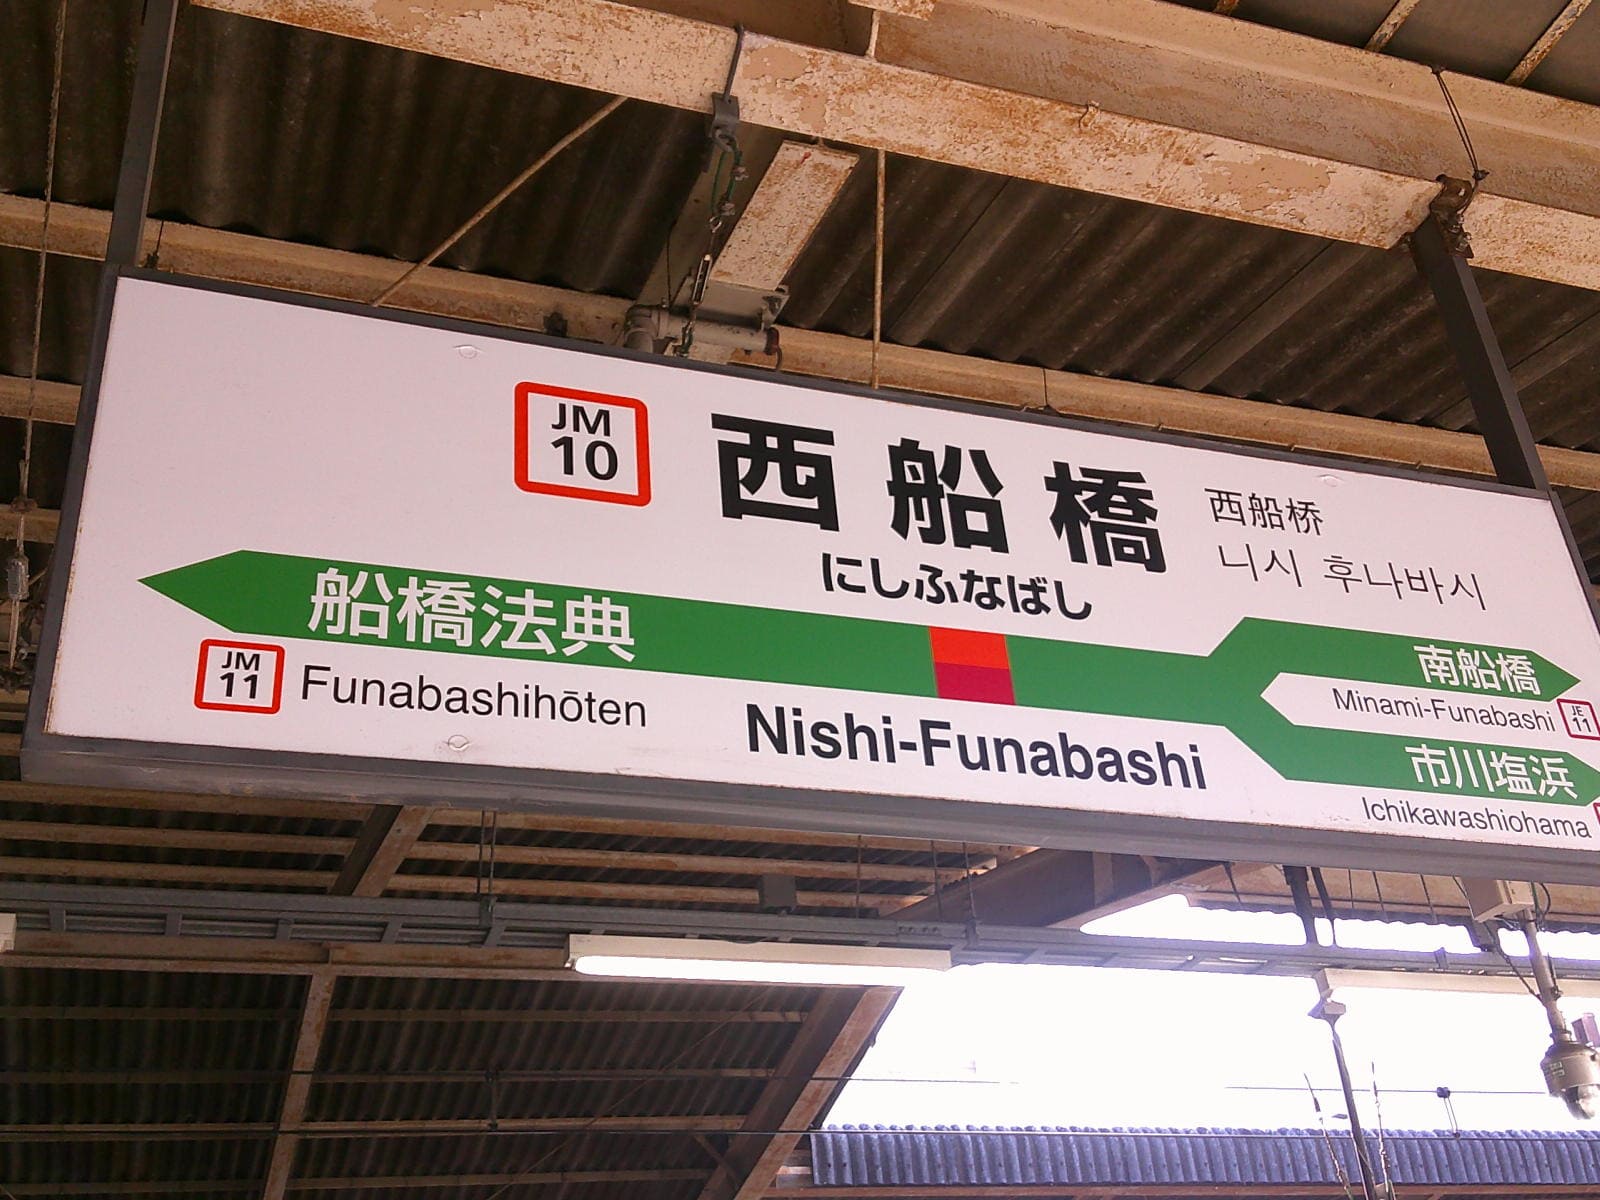 JM
10
西船橋
西船桥
니시 후나바시
にしふなばし
船橋法典
JM
11
Funabashihōten
Nishi-Funabashi
南船橋
Minami-Funabashi
JE
11
市川塩浜
Ichikawashiohama